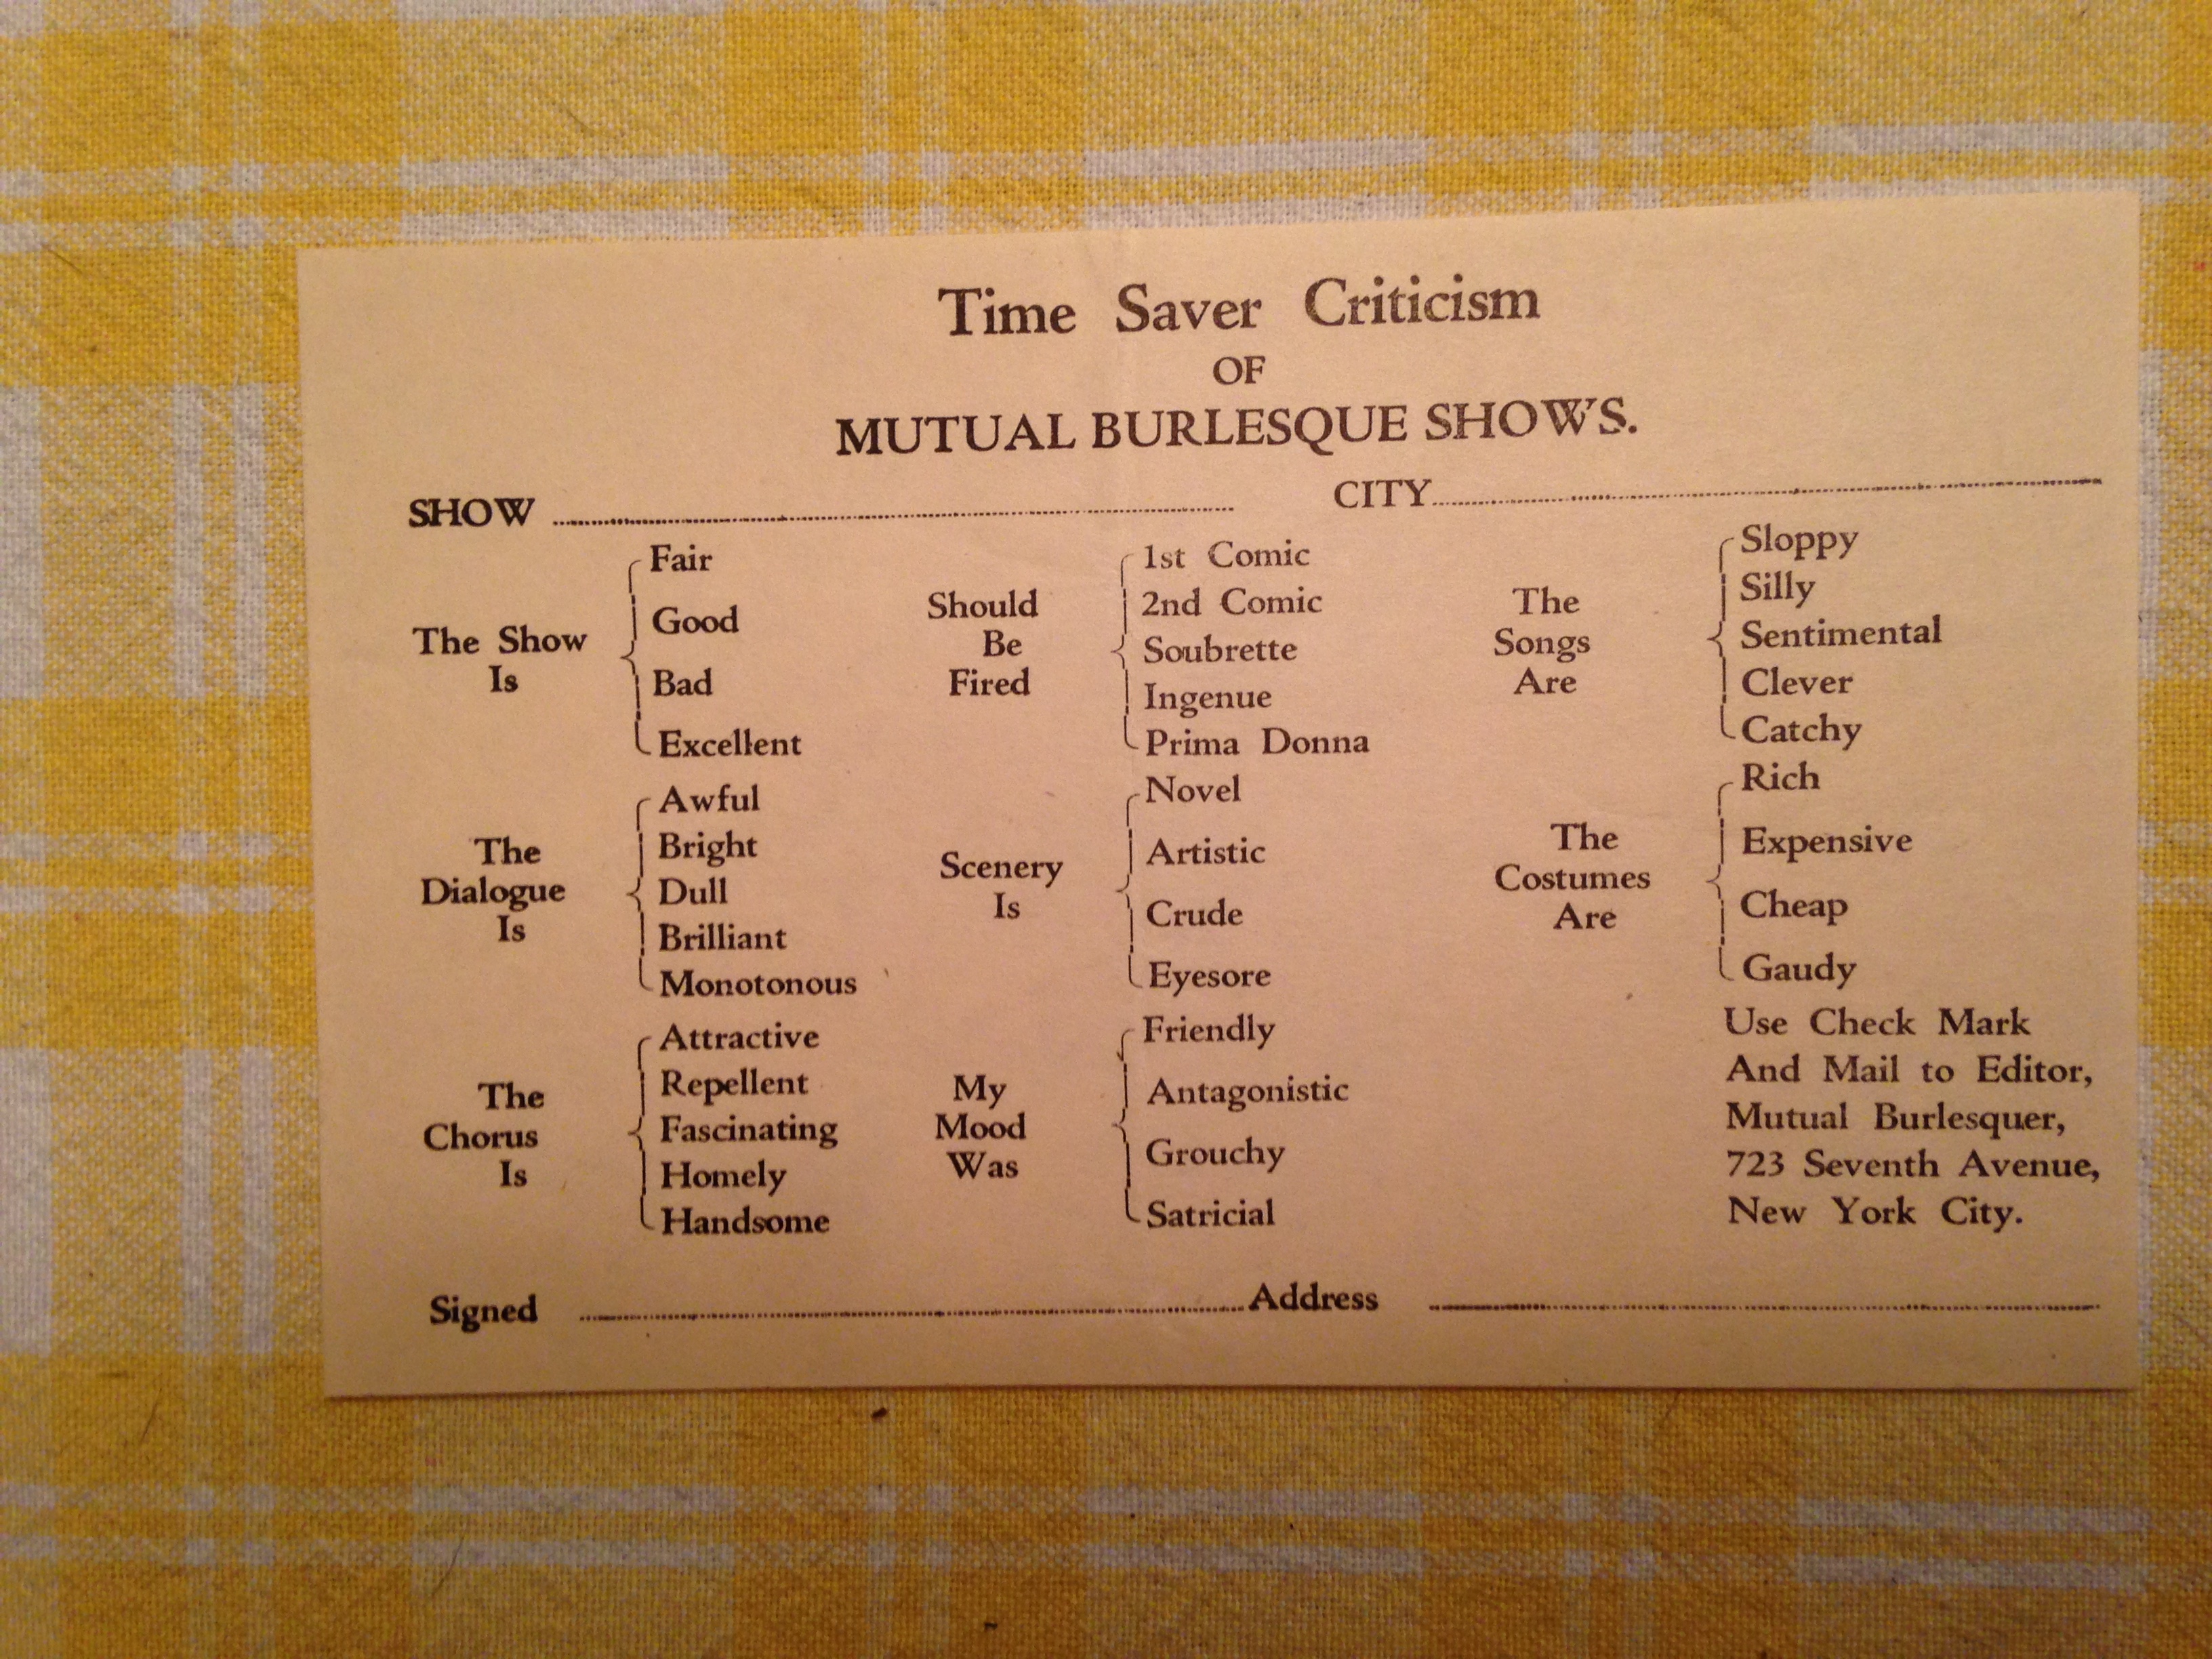 Time Saver Criticism
OF
MUTUAL BURLESQUE SHOW'S.
SHOW
CITY
The Show
Is
Fair
Good
Bad
Excellent
Should
Be
Fired
1st Comic
2nd Comic
Soubrette
Ingenue
Prima Donna
The
Songs
Are
Sloppy
Silly
Sentimental
Clever
Catchy
The
Dialogue
Is
Awful
Bright
Dull
Brilliant
Monotonous
Scenery
Is
Novel
Artistic
Crude
Eyesore
The
Costumes
Are
Rich
Expensive
Cheap
Gaudy
The
Chorus
Is
Attractive
Repellent
Fascinating
Homely
Handsome
My
Mood
Was
Friendly
Antagonistic
Grouchy
Satricial
Use Check Mark
And Mail to Editor,
Mutual Burlesquer,
723 Seventh Avenue,
New York City.
Signed
Address